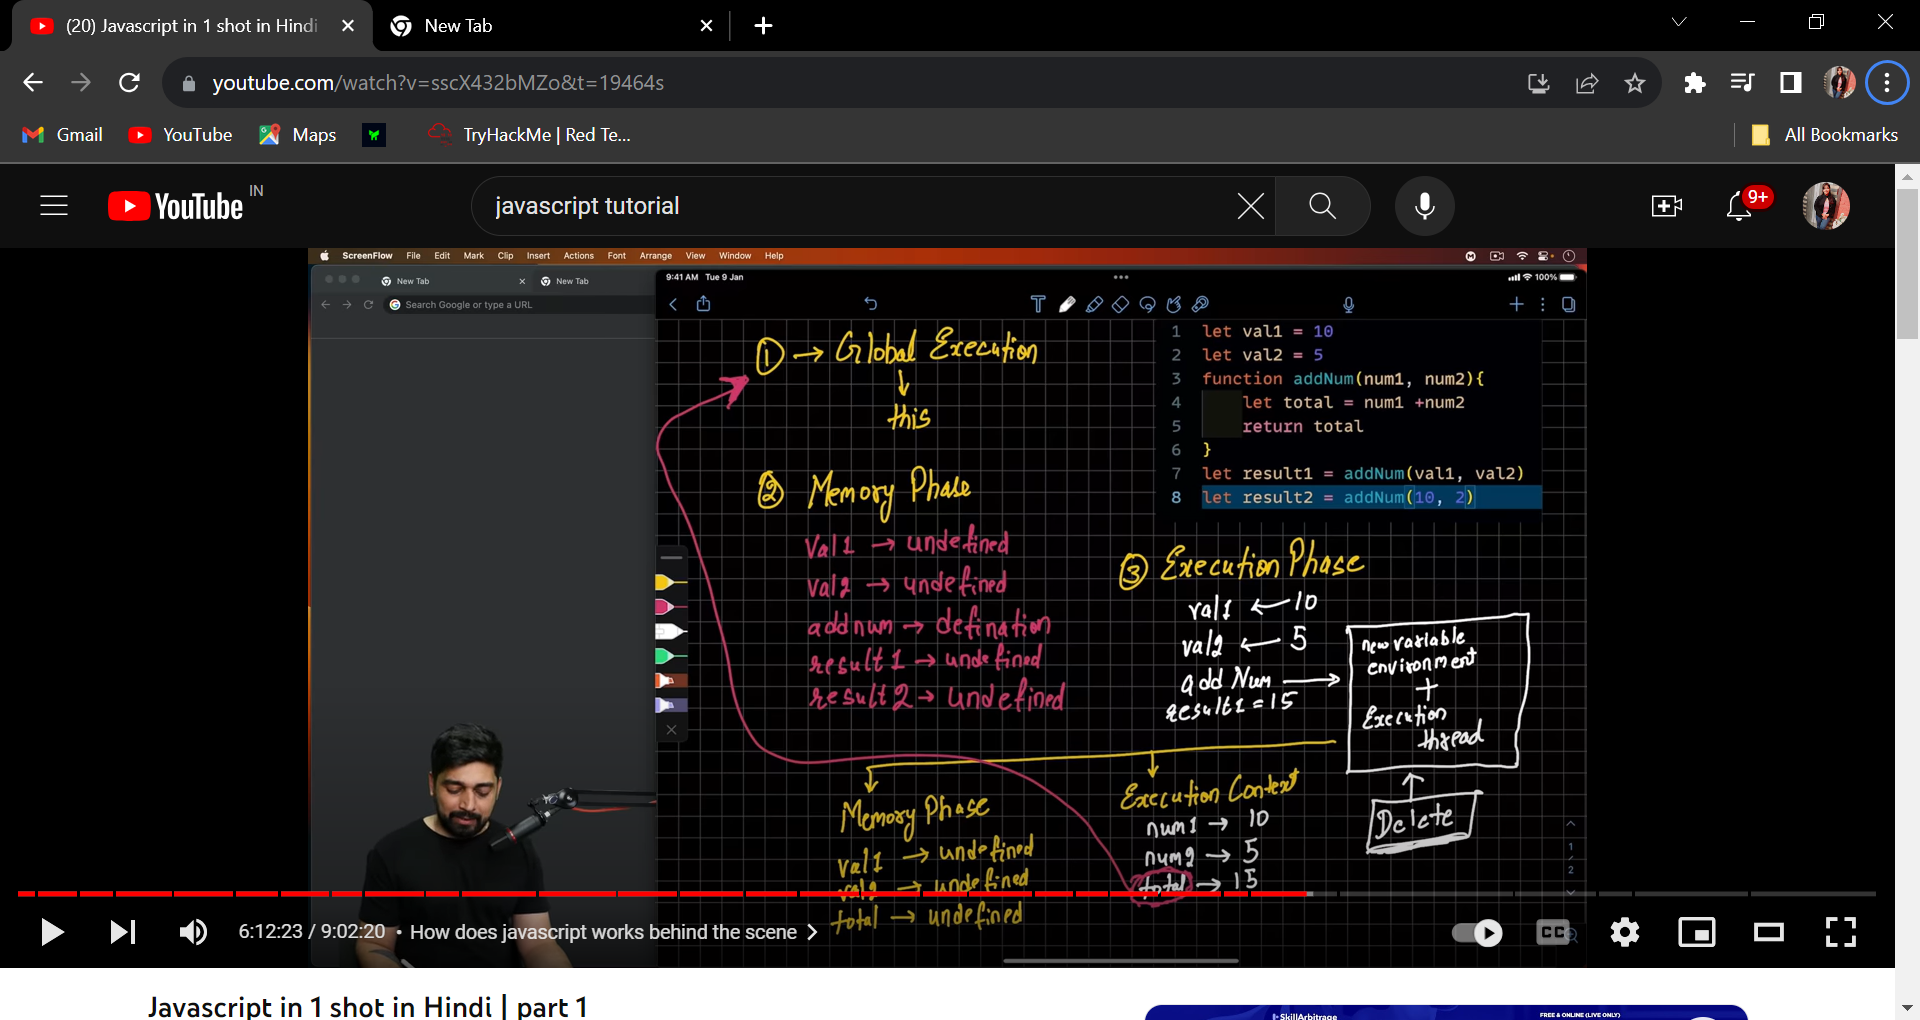 (20) Javascript in 1 shot in Hindi
New Tab
youtube.com/watch?v=sscX432bMZo&t=19464s
Gmail
YouTube
Maps
TryHackMe | Red Te...
All Bookmarks
YouTube IN
javascript tutorial
9+
ScreenFlow File Edit Mark Clip Insert Actions Font Arrange View Window Help
New Tab
New Tab
Search Google or type a URL
9:41 AM Tue 9 Jan
100%
1 → Global Execution
this
2 Memory Phase
Val1 → undefined
val2 → undefined
addnum → defination
result1 → undefined
result2 → undefined
1 let val1 = 10
2 let val2 = 5
3 function addNum(num1, num2){
4 let total = num1 +num2
5 return total
6 }
7 let result1 = addNum(val1, val2)
8 let result2 = addNum(10, 2)
3 Execution Phase
val1 ← 10
val2 ← 5
add Num →
result1 = 15
new variable
environment
+
Execution
thread
Delete
Memory Phase
val1 → undefined
val2 → undefined
total → undefined
Execution Context
num1 → 10
num2 → 5
total → 15
1
2
6:12:23 / 9:02:20 • How does javascript works behind the scene >
CC
Javascript in 1 shot in Hindi | part 1
SkillArbitrage
FREE & ONLINE (LIVE ONLY)